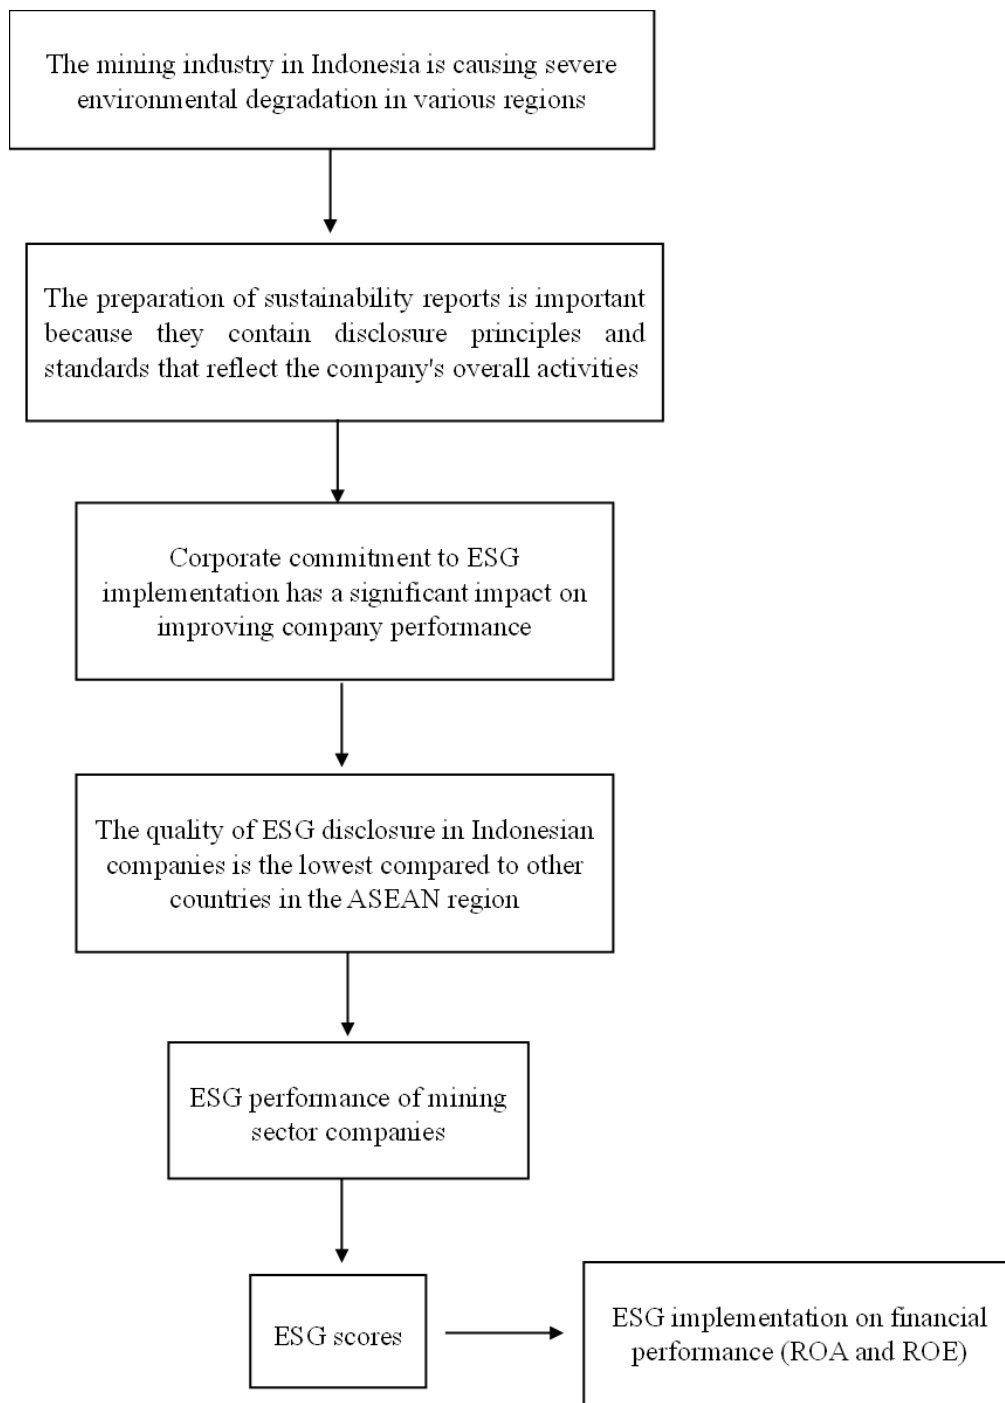 The mining industry in Indonesia is causing severe
environmental degradation in various regions
The preparation of sustainability reports is important
because they contain disclosure principles and
standards that reflect the company's overall activities
Corporate commitment to ESG
implementation has a significant impact on
improving company performance
The quality of ESG disclosure in Indonesian
companies is the lowest compared to other
countries in the ASEAN region
ESG performance of mining
sector companies
ESG scores
ESG implementation on financial
performance (ROA and ROE)